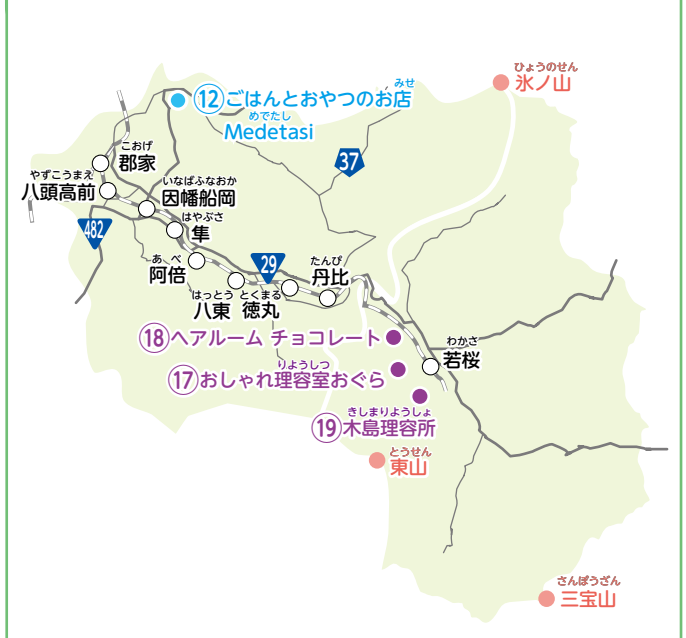 ひょうのせん
氷ノ山
みせ
⑫ごはんとおやつのお店
めでたし
Medetasi
37
こおげ
郡家
やずこうまえ
八頭高前
いなばふなおか
因幡船岡
はやぶさ
隼
482
あべ
阿倍
29
たんぴ
丹比
はっとう とくまる
八東 徳丸
⑱ヘアルーム チョコレート
わかさ
若桜
りようしつ
⑰おしゃれ理容室おぐら
きしまりようしょ
⑲木島理容所
とうせん
東山
さんぽうざん
三宝山